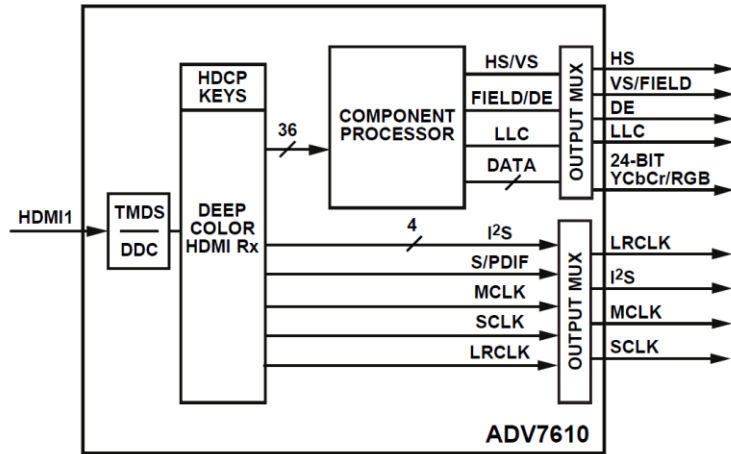 HDCP
KEYS
36
COMPONENT
PROCESSOR
HS/VS
FIELD/DE
LLC
DATA
OUTPUT MUX
HS
VS/FIELD
DE
LLC
24-BIT
YCbCr/RGB
HDMI1
TMDS
DDC
DEEP
COLOR
HDMI Rx
4
I²S
S/PDIF
MCLK
SCLK
LRCLK
OUTPUT MUX
LRCLK
I²S
MCLK
SCLK
ADV7610